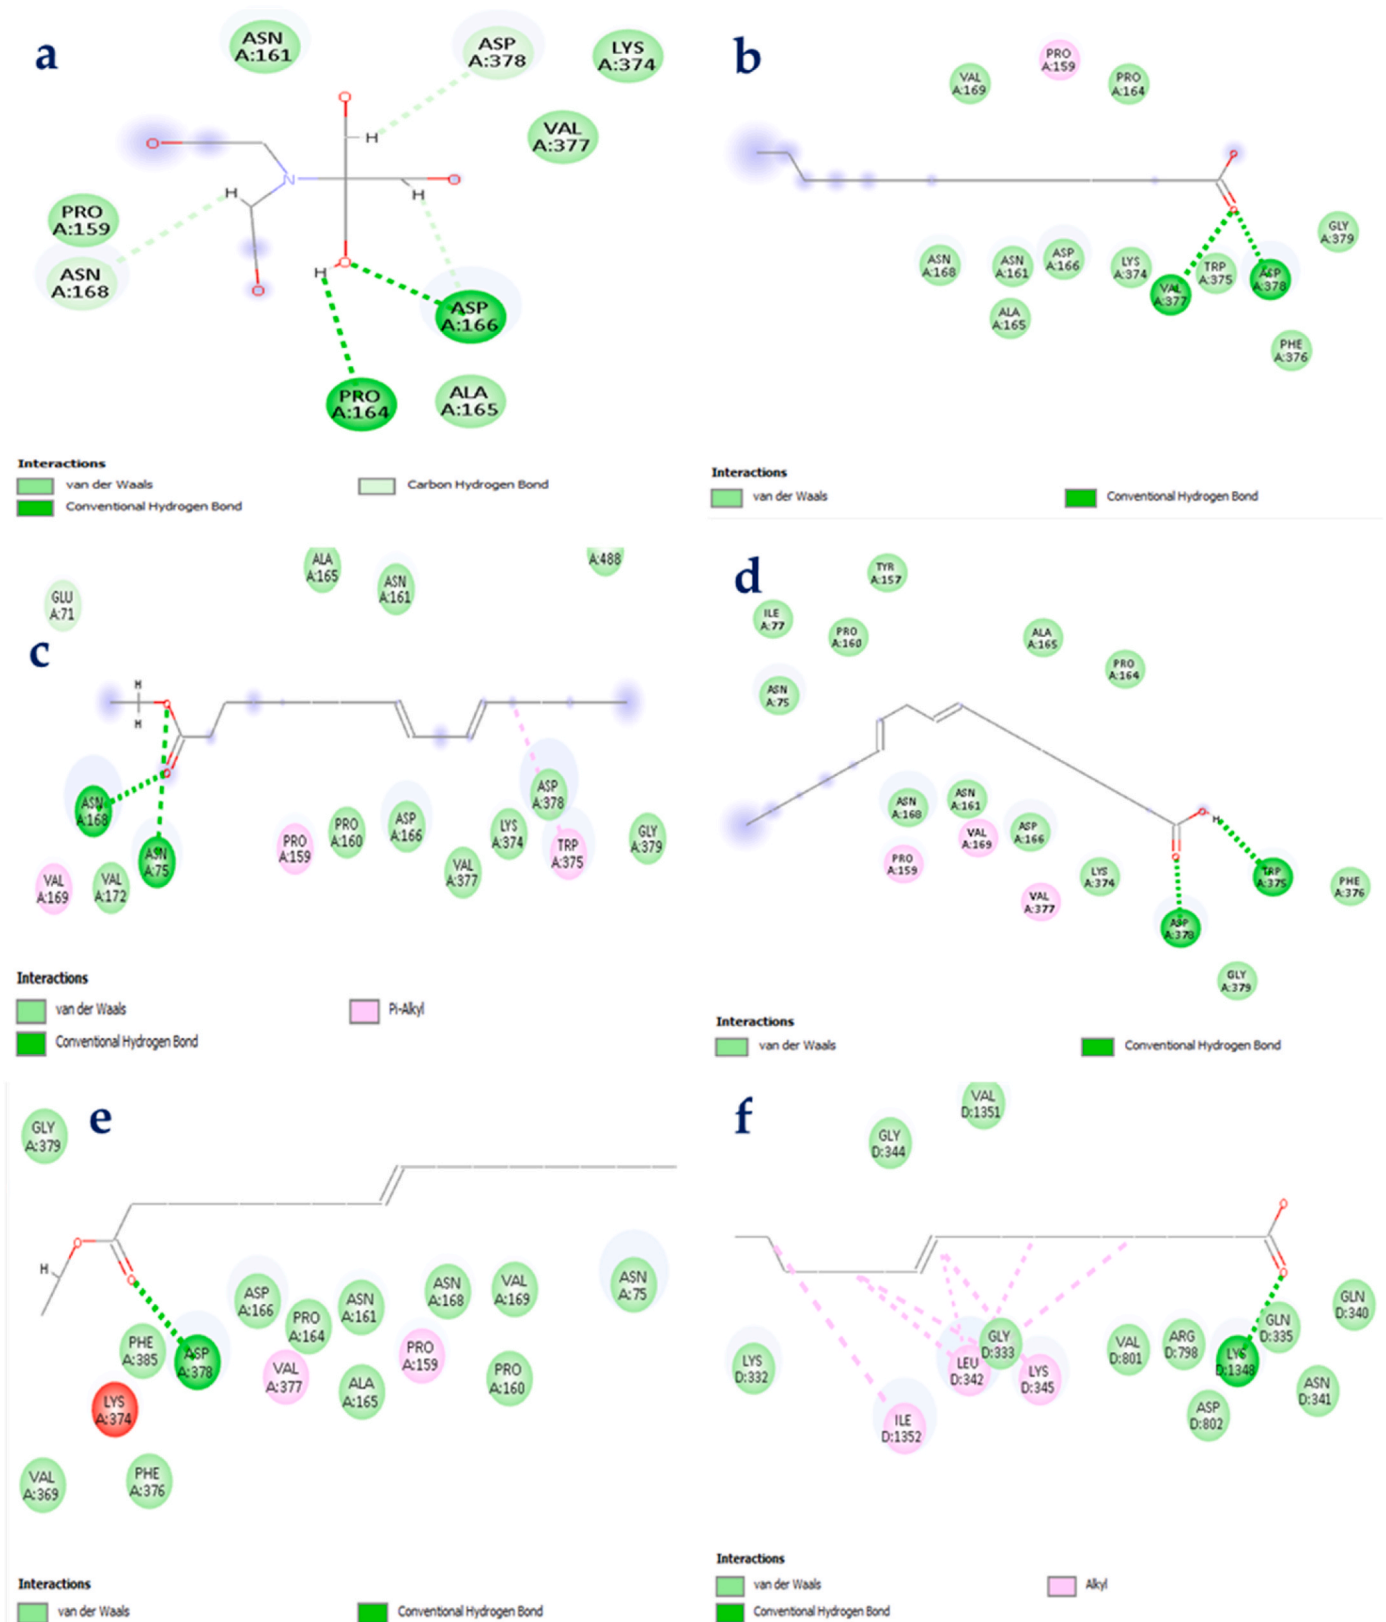 a
ASN
A:161
ASP
A:378
LYS
A:374
VAL
A:377
O
H
O
O
N
H
H
PRO
A:159
ASN
A:168
O
H
O
ASP
A:166
PRO
A:164
ALA
A:165
Interactions
van der Waals
Conventional Hydrogen Bond
Carbon Hydrogen Bond
b
PRO
A:159
VAL
A:169
PRO
A:164
O
O
GLY
A:379
ASN
A:168
ASN
A:161
ASP
A:166
LYS
A:374
TRP
A:375
ASP
A:378
VAL
A:377
ALA
A:165
PHE
A:376
Interactions
van der Waals
Conventional Hydrogen Bond
c
GLU
A:71
ALA
A:165
ASN
A:161
A:488
H
H
O
O
ASN
A:168
ASN
A:75
VAL
A:169
VAL
A:172
PRO
A:159
PRO
A:160
ASP
A:166
VAL
A:377
LYS
A:374
ASP
A:378
TRP
A:375
GLY
A:379
Interactions
van der Waals
Conventional Hydrogen Bond
Pi-Alkyl
d
TYR
A:157
ILE
A:77
PRO
A:160
ALA
A:165
PRO
A:164
ASN
A:75
ASN
A:168
ASN
A:161
VAL
A:169
ASP
A:166
PRO
A:159
O
H
O
LYS
A:374
VAL
A:377
TRP
A:375
PHE
A:376
ASP
A:378
GLY
A:379
Interactions
van der Waals
Conventional Hydrogen Bond
e
GLY
A:379
O
H
O
ASP
A:166
PRO
A:164
ASN
A:161
ASN
A:168
VAL
A:169
ASN
A:75
PHE
A:385
ASP
A:378
VAL
A:377
ALA
A:165
PRO
A:159
PRO
A:160
LYS
A:374
VAL
A:369
PHE
A:376
Interactions
van der Waals
Conventional Hydrogen Bond
f
VAL
D:1351
GLY
D:344
O
O
LYS
D:332
ILE
D:1352
LEU
D:342
GLY
D:333
LYS
D:345
VAL
D:801
ARG
D:798
LYS
D:1348
GLN
D:335
GLN
D:340
ASN
D:341
ASP
D:802
Interactions
van der Waals
Conventional Hydrogen Bond
Alkyl